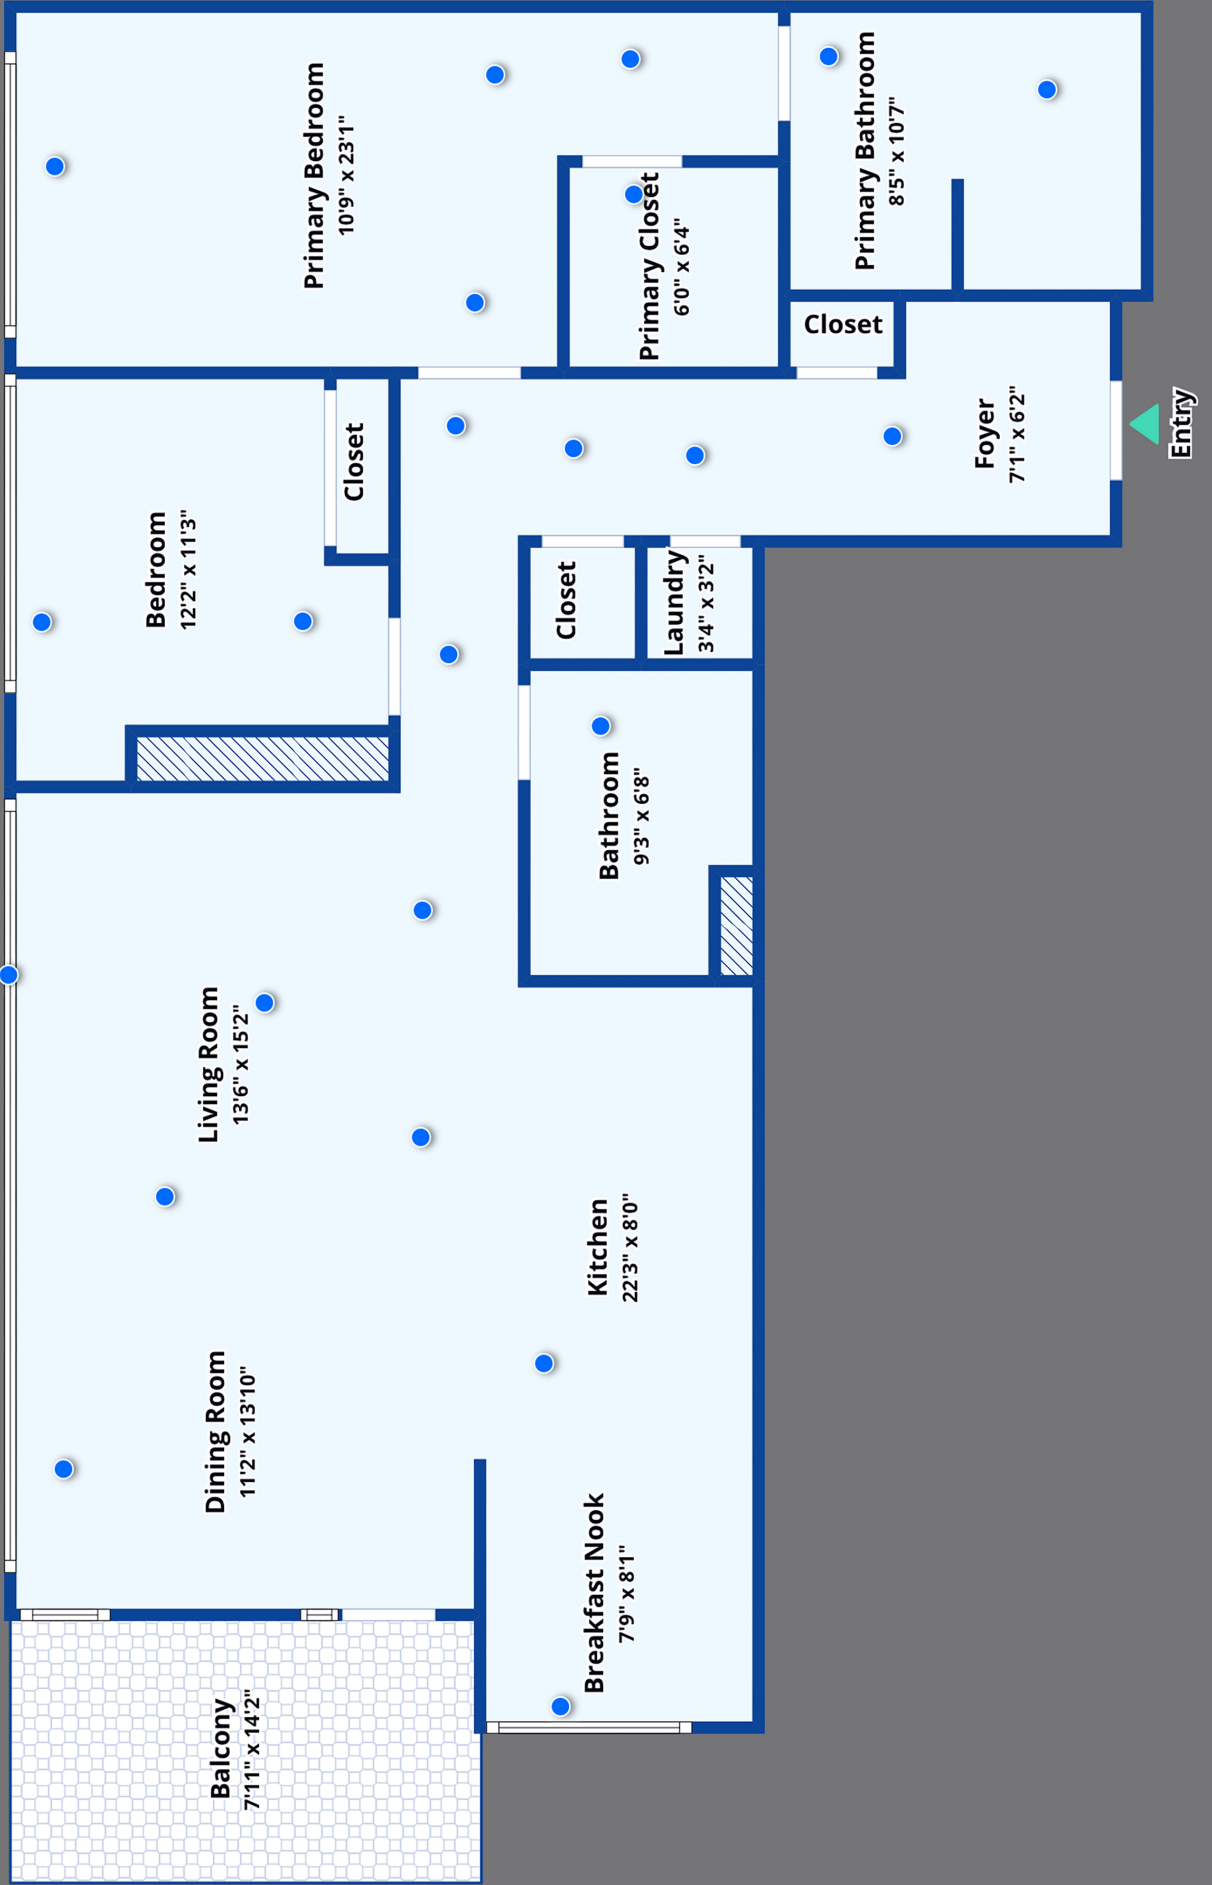 Primary Bedroom
10'9" x 23'1"
Primary Bathroom
8'5" x 10'7"
Primary Closet
6'0" x 6'4"
Closet
Foyer
7'1" x 6'2"
Entry
Closet
Bedroom
12'2" x 11'3"
Closet
Laundry
3'4" x 3'2"
Bathroom
9'3" x 6'8"
Living Room
13'6" x 15'2"
Kitchen
22'3" x 8'0"
Dining Room
11'2" x 13'10"
Breakfast Nook
7'9" x 8'1"
Balcony
7'11" x 14'2"